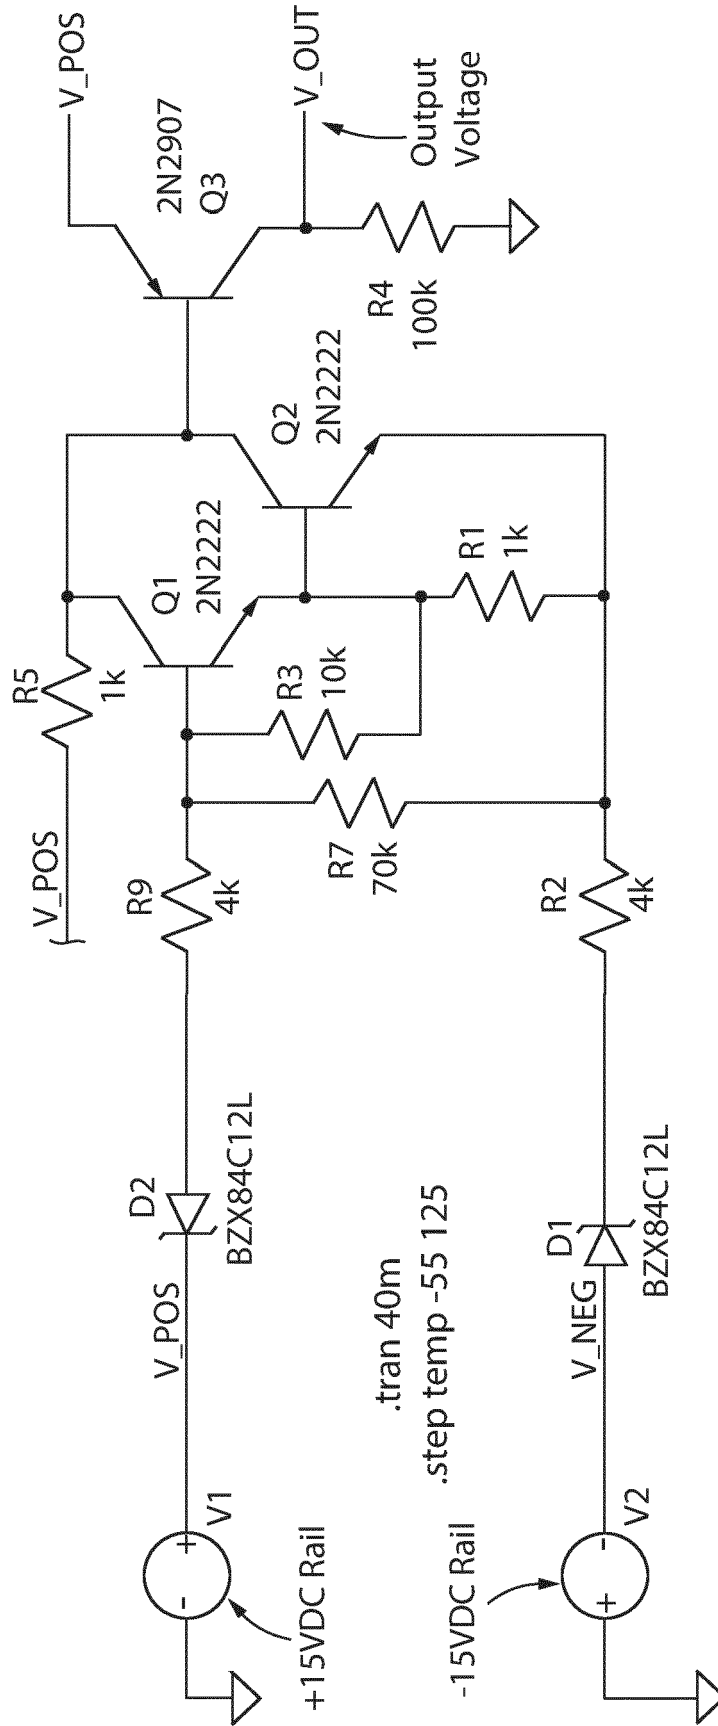 V_POS
2N2907
Q3
V_OUT
Output
Voltage
R4
100k
Q2
2N2222
Q1
2N2222
R1
1k
R5
1k
R3
10k
V_POS
R9
4k
R7
70k
R2
4k
D2
BZX84C12L
V_POS
D1
BZX84C12L
V_NEG
.tran 40m
.step temp -55 125
+
-
V1
+15VDC Rail
-
+
V2
-15VDC Rail